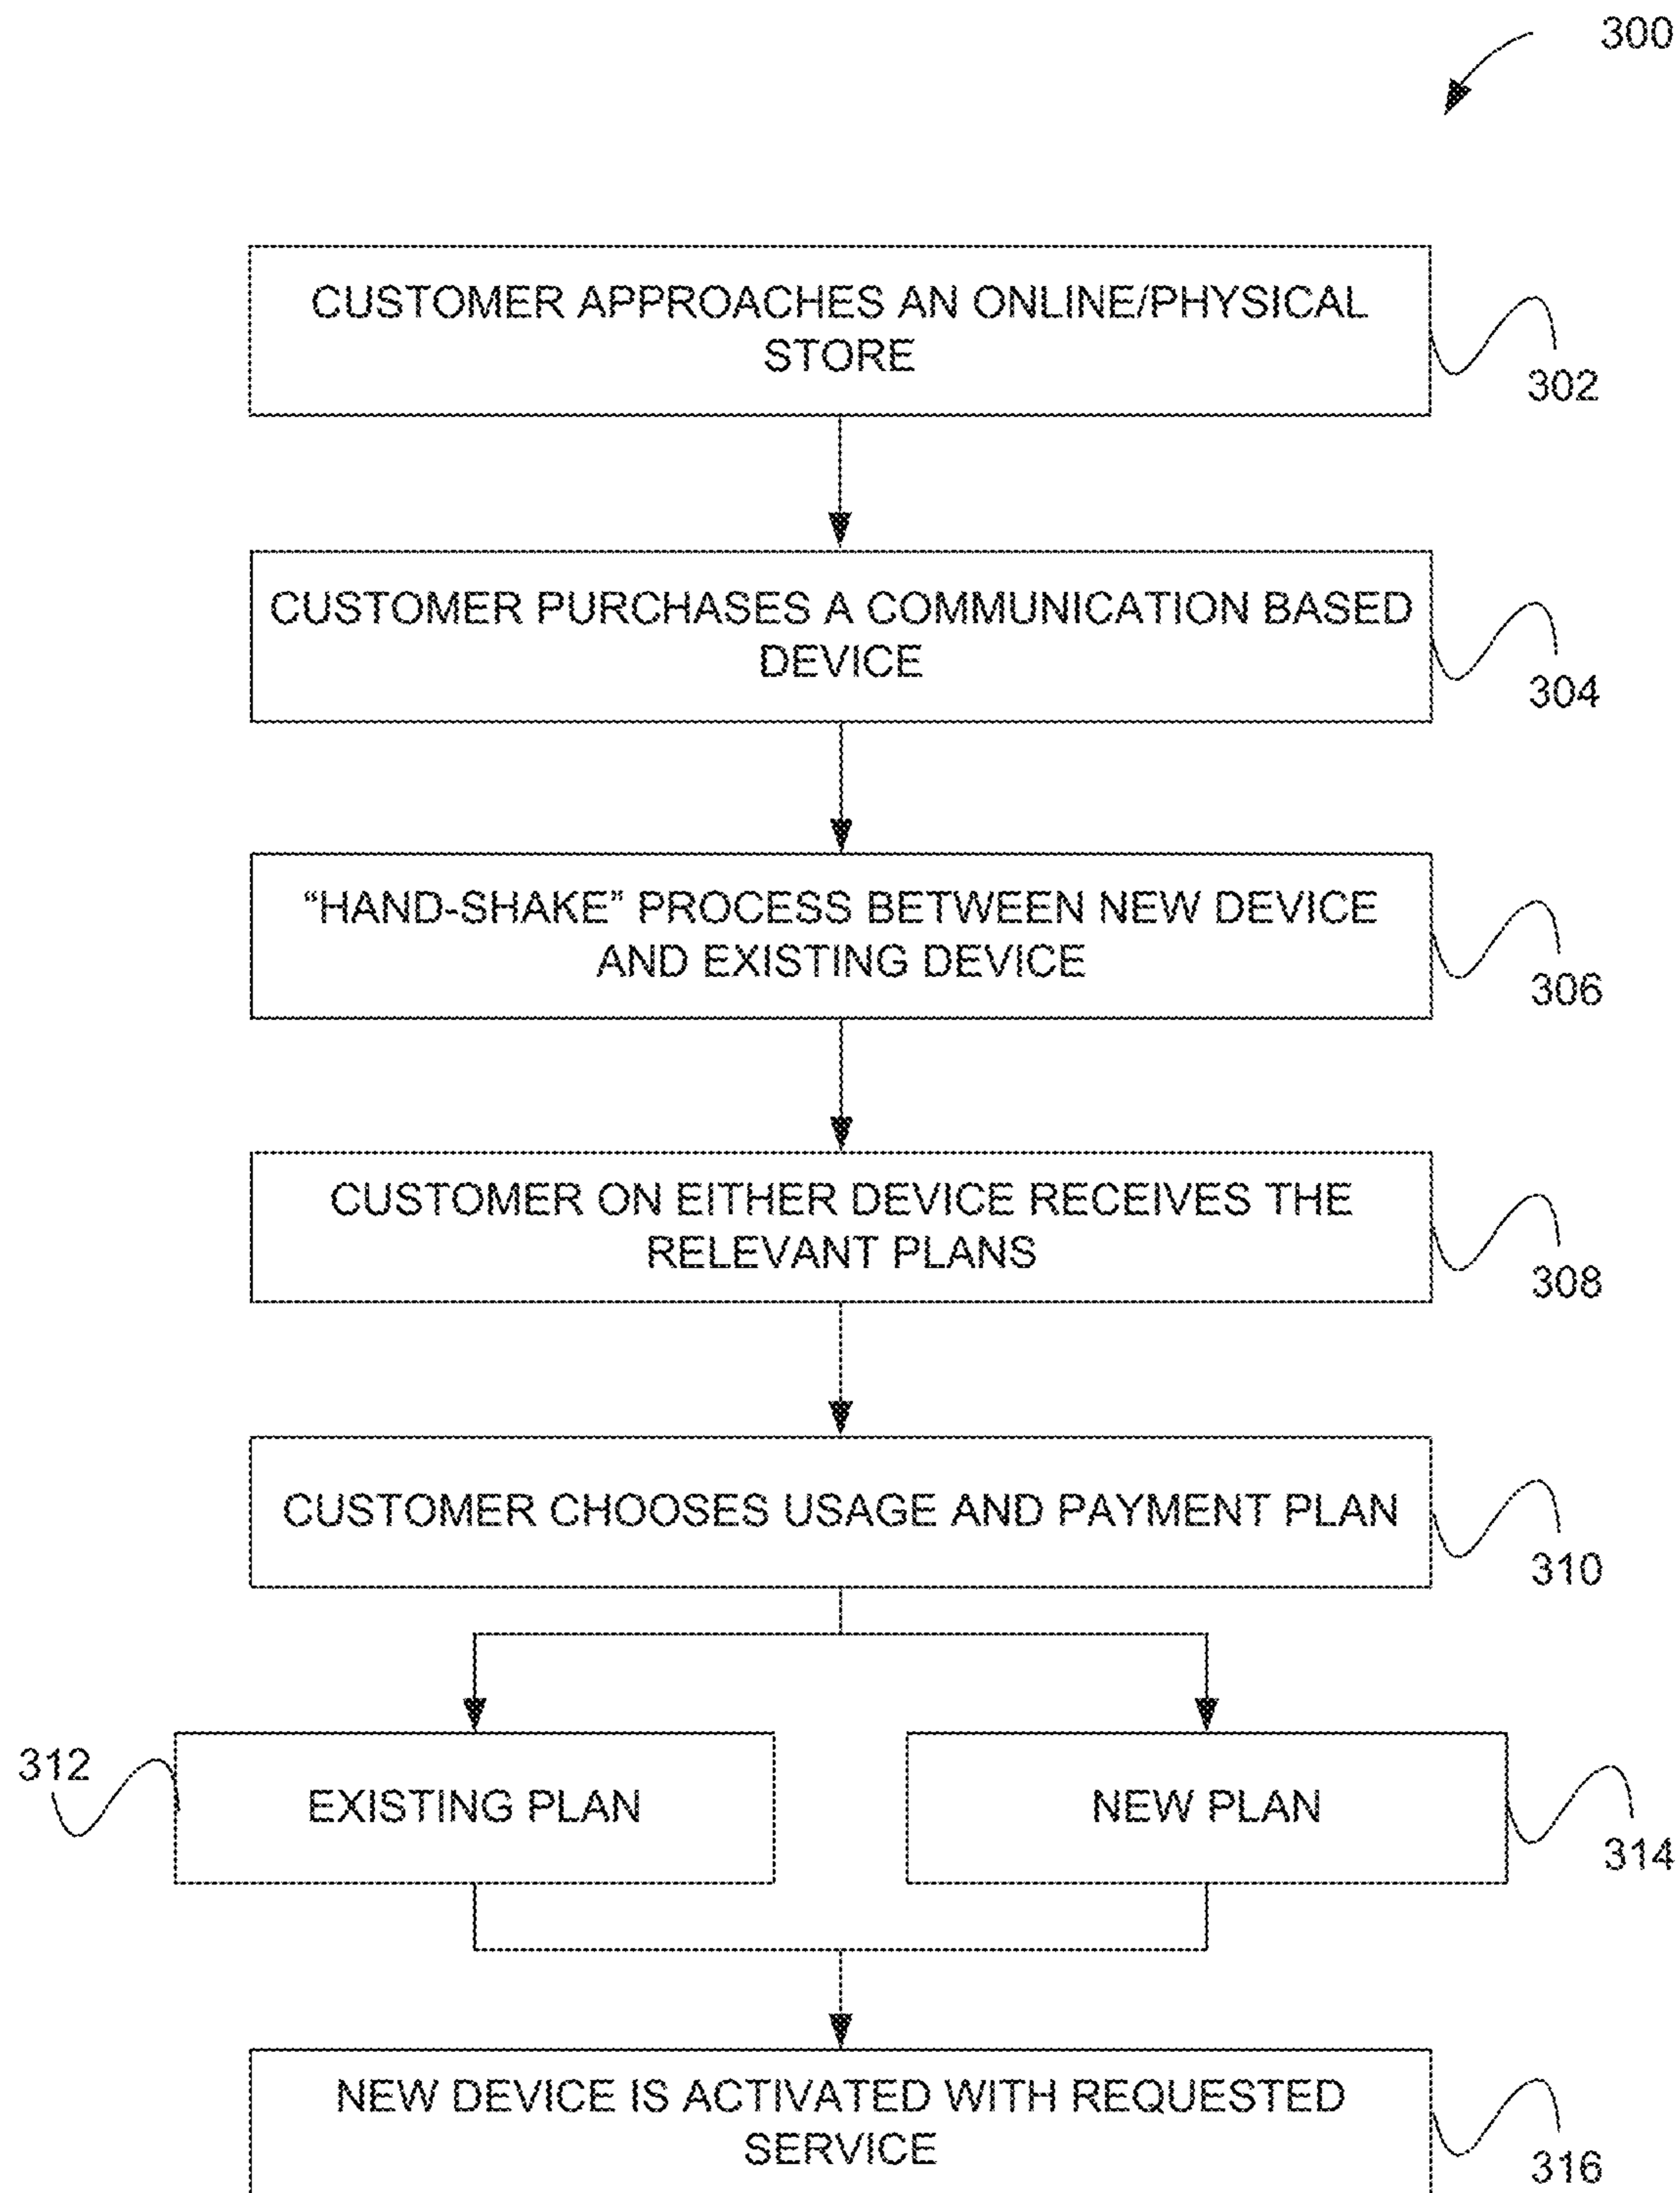 300
CUSTOMER APPROACHES AN ONLINE/PHYSICAL
STORE
302
CUSTOMER PURCHASES A COMMUNICATION BASED
DEVICE
304
“HAND-SHAKE” PROCESS BETWEEN NEW DEVICE
AND EXISTING DEVICE
306
CUSTOMER ON EITHER DEVICE RECEIVES THE
RELEVANT PLANS
308
CUSTOMER CHOOSES USAGE AND PAYMENT PLAN
310
312
EXISTING PLAN
NEW PLAN
314
NEW DEVICE IS ACTIVATED WITH REQUESTED
SERVICE
316